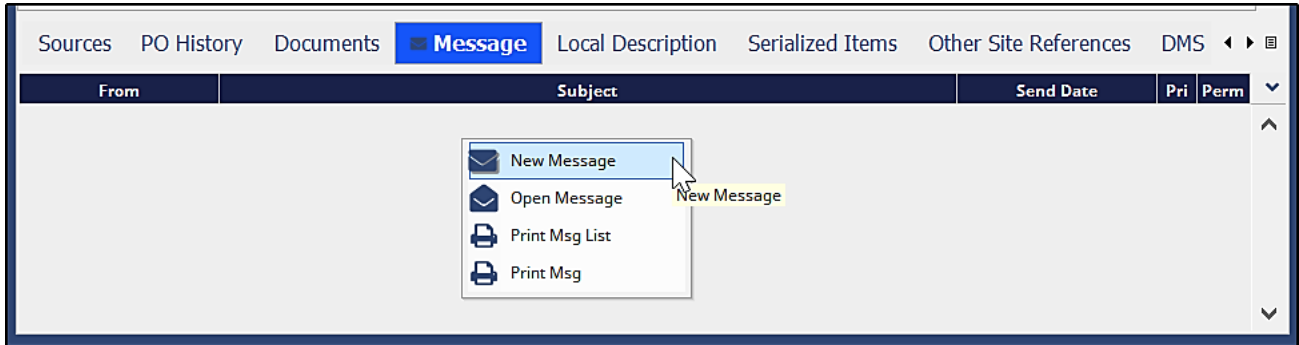 Sources PO History Documents Message Local Description Serialized Items Other Site References DMS
From Subject Send Date Pri Perm
New Message
Open Message
New Message
Print Msg List
Print Msg